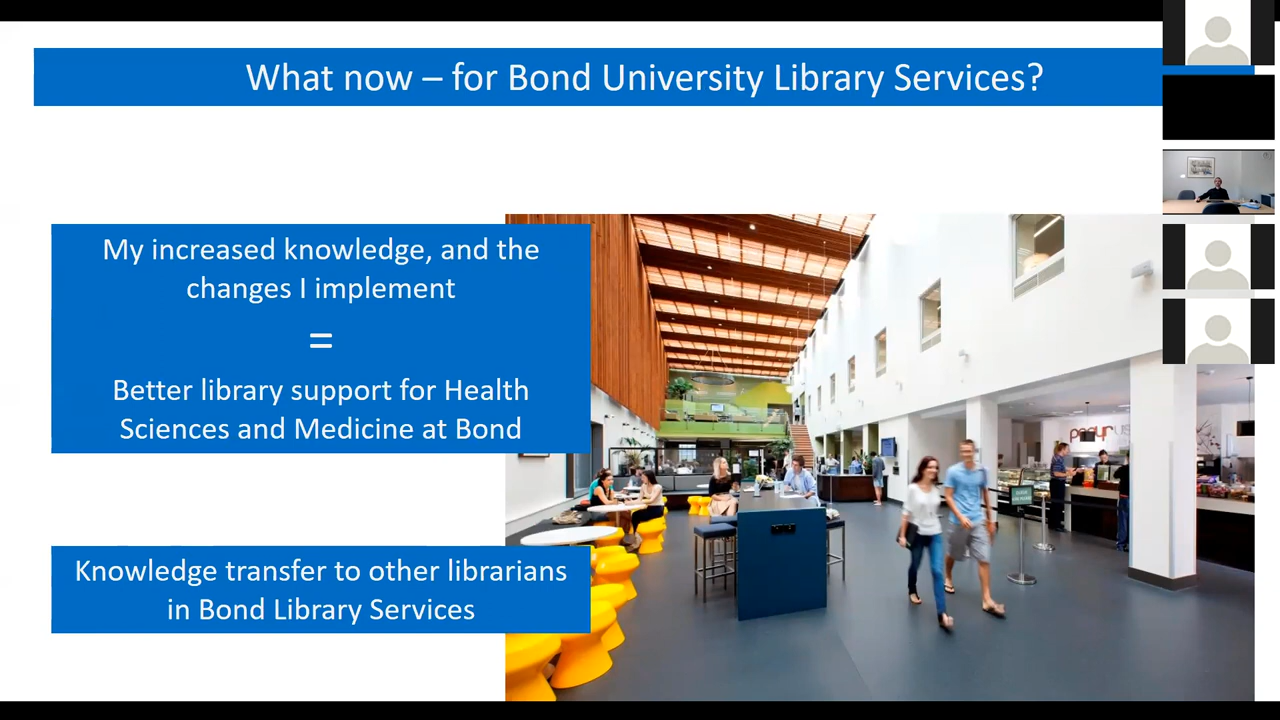 What now – for Bond University Library Services?
My increased knowledge, and the
changes I implement
=
Better library support for Health
Sciences and Medicine at Bond
Knowledge transfer to other librarians
in Bond Library Services